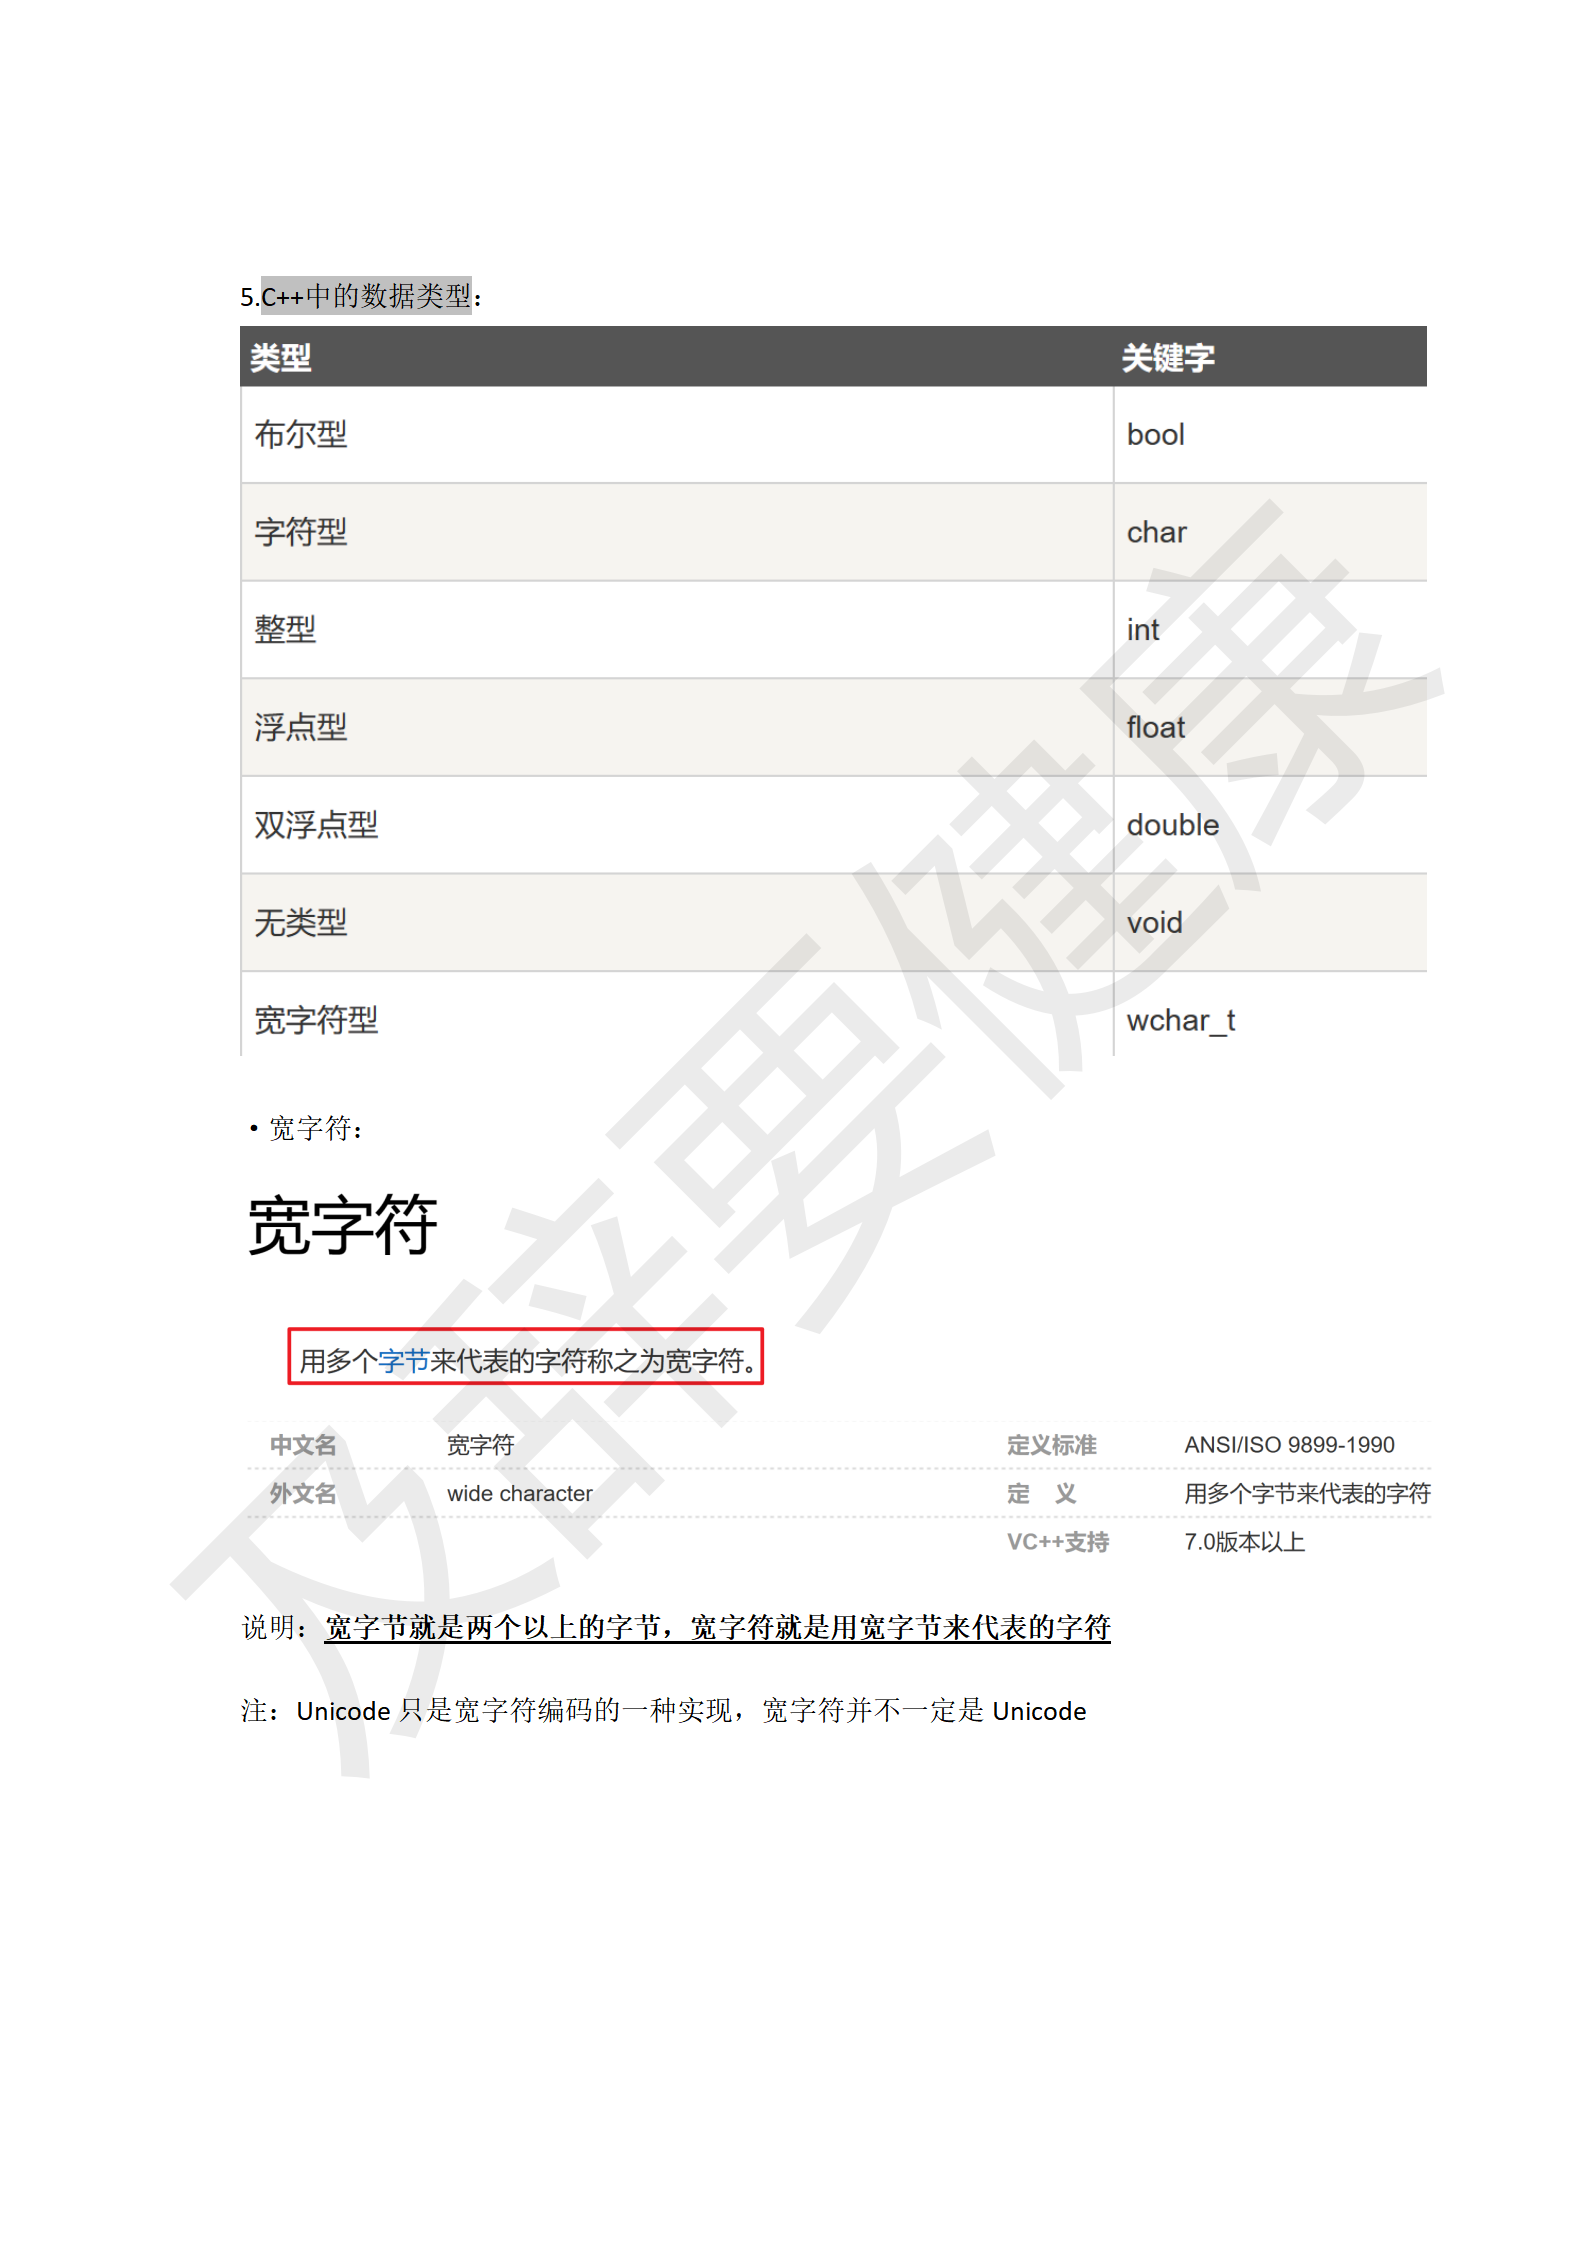 5.C++中的数据类型：
类型 关键字
布尔型 bool
字符型 char
整型 int
浮点型 float
双浮点型 double
无类型 void
宽字符型 wchar_t
• 宽字符：
宽字符
用多个字节来代表的字符称之为宽字符。
中文名 宽字符 定义标准 ANSI/ISO 9899-1990
外文名 wide character 定 义 用多个字节来代表的字符
VC++支持 7.0版本以上
说明：宽字节就是两个以上的字节，宽字符就是用宽字节来代表的字符
注：Unicode 只是宽字符编码的一种实现，宽字符并不一定是 Unicode
及辞要健康